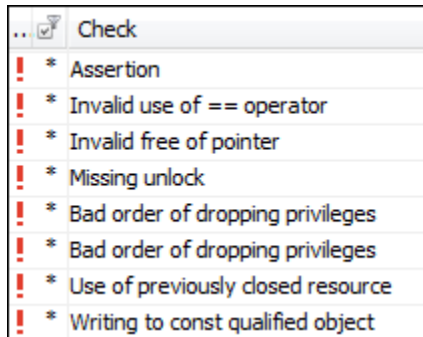 .. Check
! * Assertion
! * Invalid use of == operator
! * Invalid free of pointer
! * Missing unlock
! * Bad order of dropping privileges
! * Bad order of dropping privileges
! * Use of previously closed resource
! * Writing to const qualified object